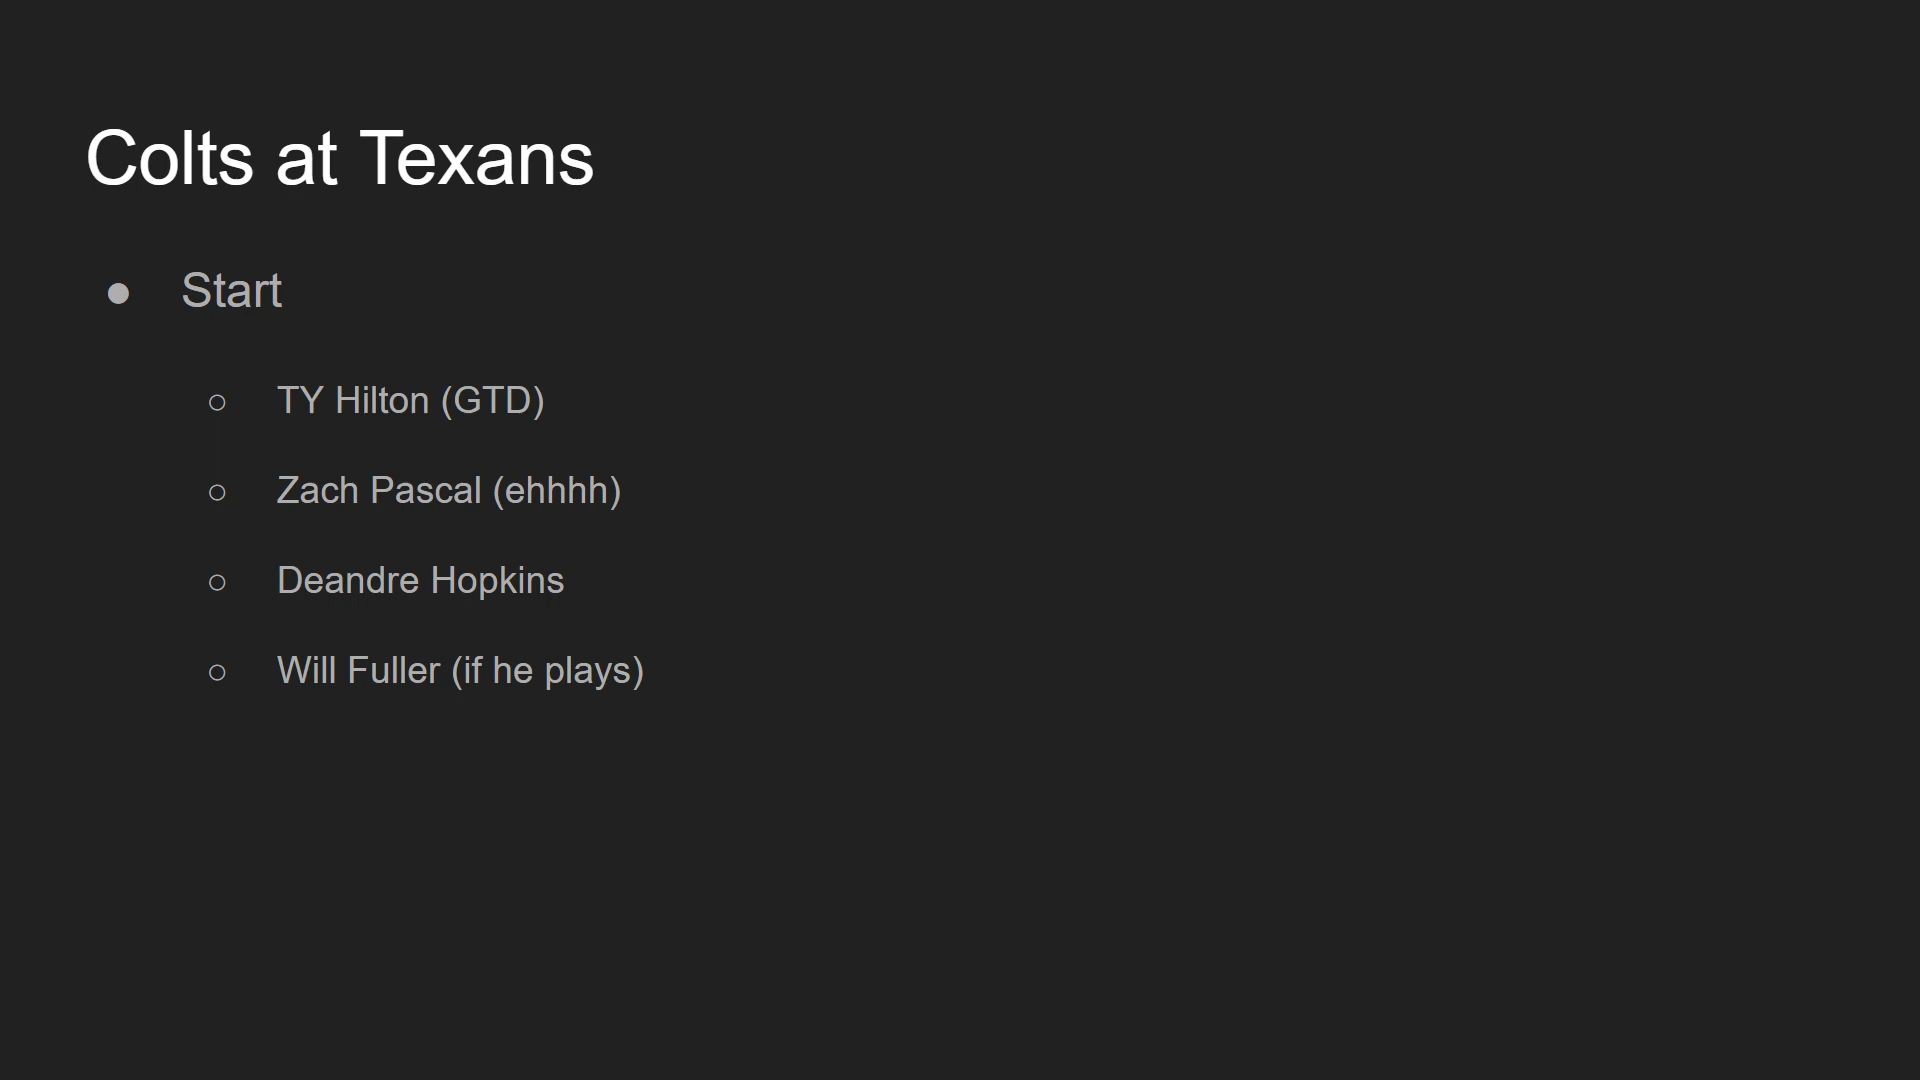 Colts at Texans
● Start
○ TY Hilton (GTD)
○ Zach Pascal (ehhhh)
○ Deandre Hopkins
○ Will Fuller (if he plays)